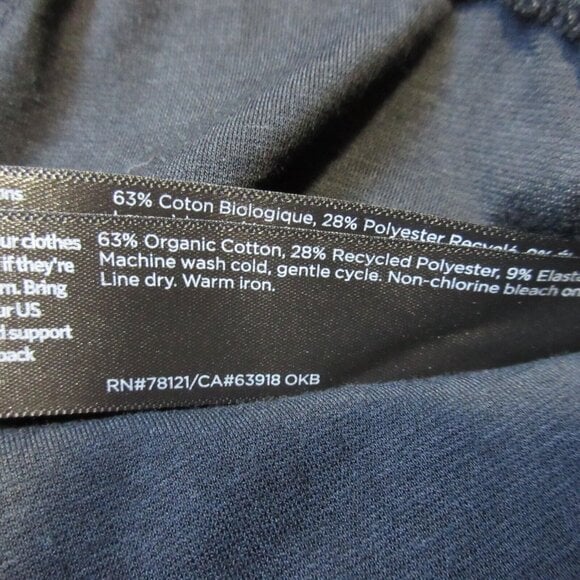 ons
63% Coton Biologique, 28% Polyester Recyclé,
ur clothes
if they're
rn. Bring
ur US
d support
back
63% Organic Cotton, 28% Recycled Polyester, 9% Elast
Machine wash cold, gentle cycle. Non-chlorine bleach on
Line dry. Warm iron.
RN#78121/CA#63918 OKB